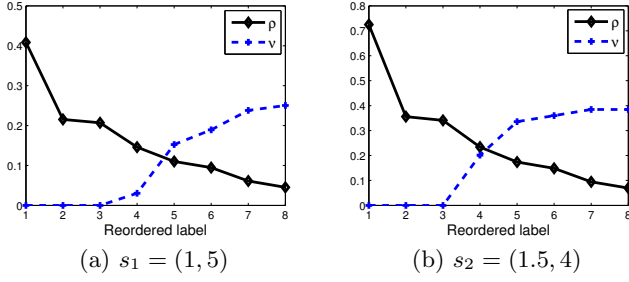 0.5
0.4
0.3
0.2
0.1
0
1 2 3 4 5 6 7 8
Reordered label
ρ
ν
(a) s₁ = (1, 5)
0.8
0.7
0.6
0.5
0.4
0.3
0.2
0.1
0
1 2 3 4 5 6 7 8
Reordered label
ρ
ν
(b) s₂ = (1.5, 4)